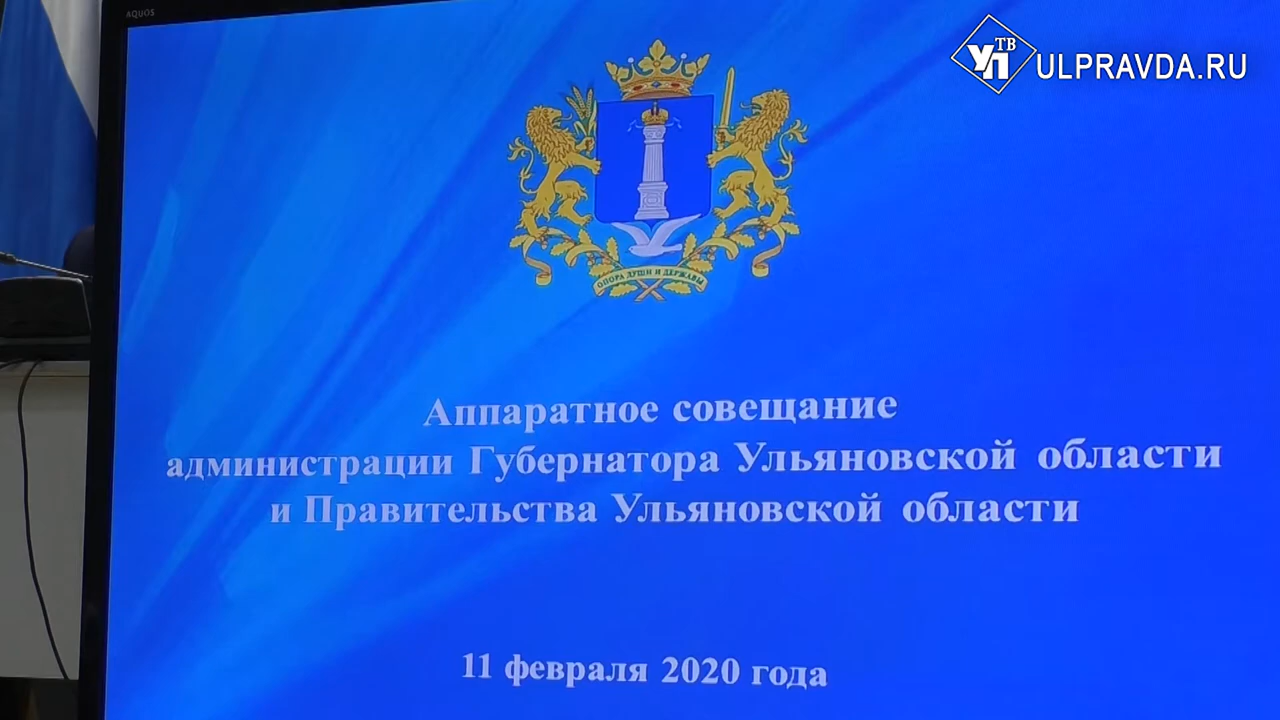 AQUOS
ТВ
УП
ULPRAVDA.RU
ОПОРА ДУШИ И ДЕРЖАВЫ
Аппаратное совещание
администрации Губернатора Ульяновской области
и Правительства Ульяновской области
11 февраля 2020 года